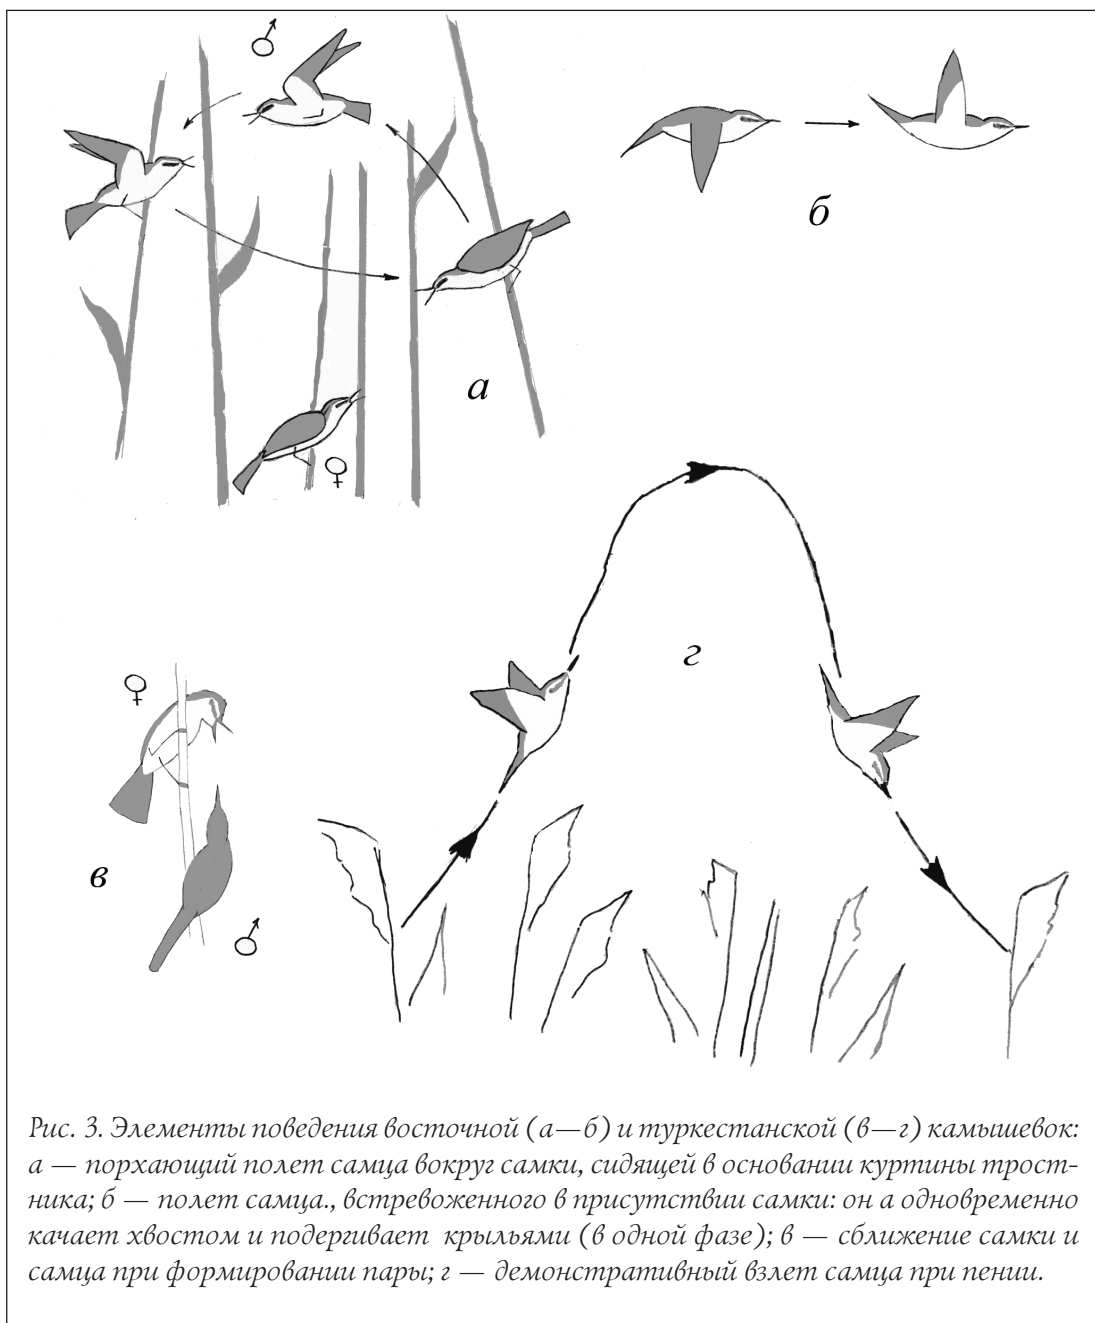 ♂
б
а
♀
г
♀
в
♂
Рис. 3. Элементы поведения восточной (а—б) и туркестанской (в—г) камышевок:
а — порхающий полет самца вокруг самки, сидящей в основании куртины трост-
ника; б — полет самца., встревоженного в присутствии самки: он а одновременно
качает хвостом и подергивает крыльями (в одной фазе); в — сближение самки и
самца при формировании пары; г — демонстративный взлет самца при пении.